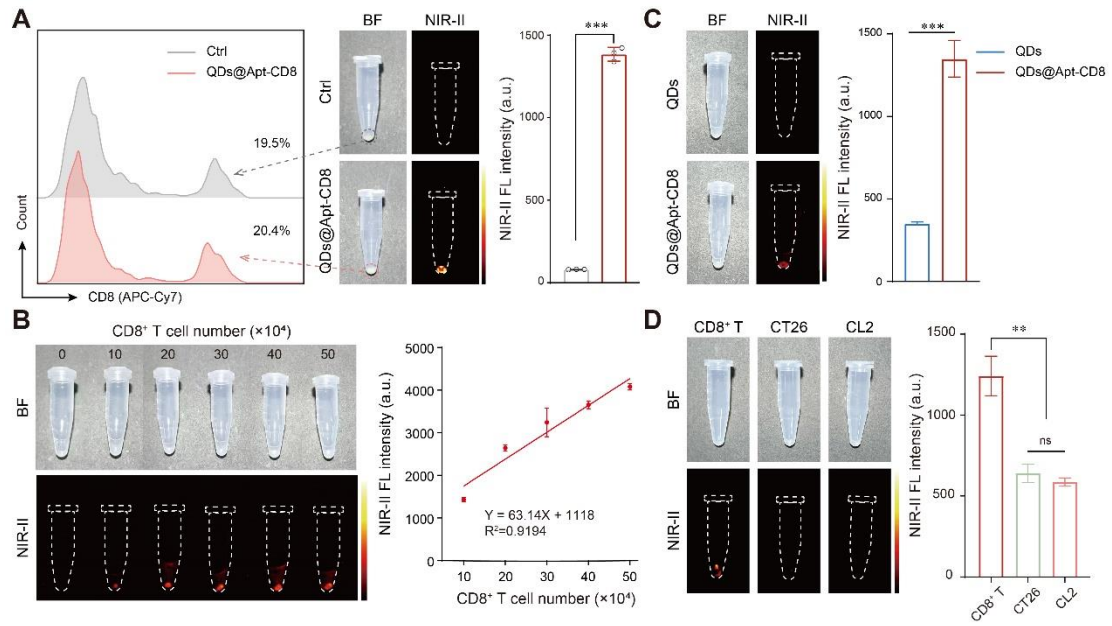 A
Ctrl
QDs@Apt-CD8
19.5%
20.4%
Count
CD8 (APC-Cy7)
BF
NIR-II
Ctrl
QDs@Apt-CD8
NIR-II FL intensity (a.u.)
1500
1000
500
0
***
C
BF
NIR-II
QDs
QDs@Apt-CD8
NIR-II FL intensity (a.u.)
1500
1000
500
0
***
QDs
QDs@Apt-CD8
B
CD8⁺ T cell number (×10⁴)
0 10 20 30 40 50
BF
NIR-II
NIR-II FL intensity (a.u.)
5000
4000
3000
2000
1000
0
Y = 63.14X + 1118
R²=0.9194
10 20 30 40 50
CD8⁺ T cell number (×10⁴)
D
CD8⁺ T CT26 CL2
BF
NIR-II
NIR-II FL intensity (a.u.)
1500
1000
500
0
**
ns
CD8⁺ T
CT26
CL2